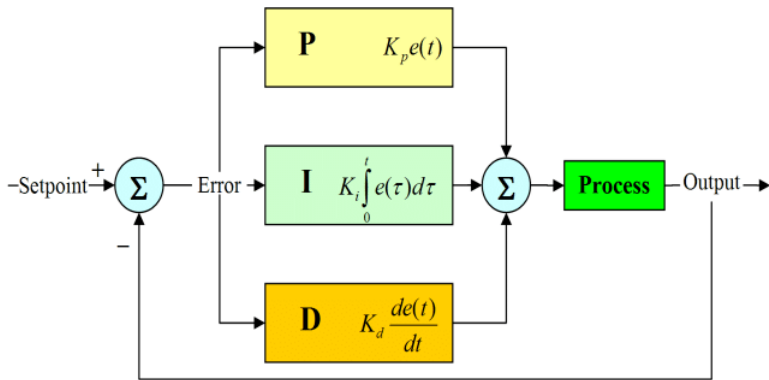 P K_p e(t)
+
–Setpoint Σ Error I K_i ∫_0^t e(τ)dτ Σ Process Output
–
D K_d de(t)/dt